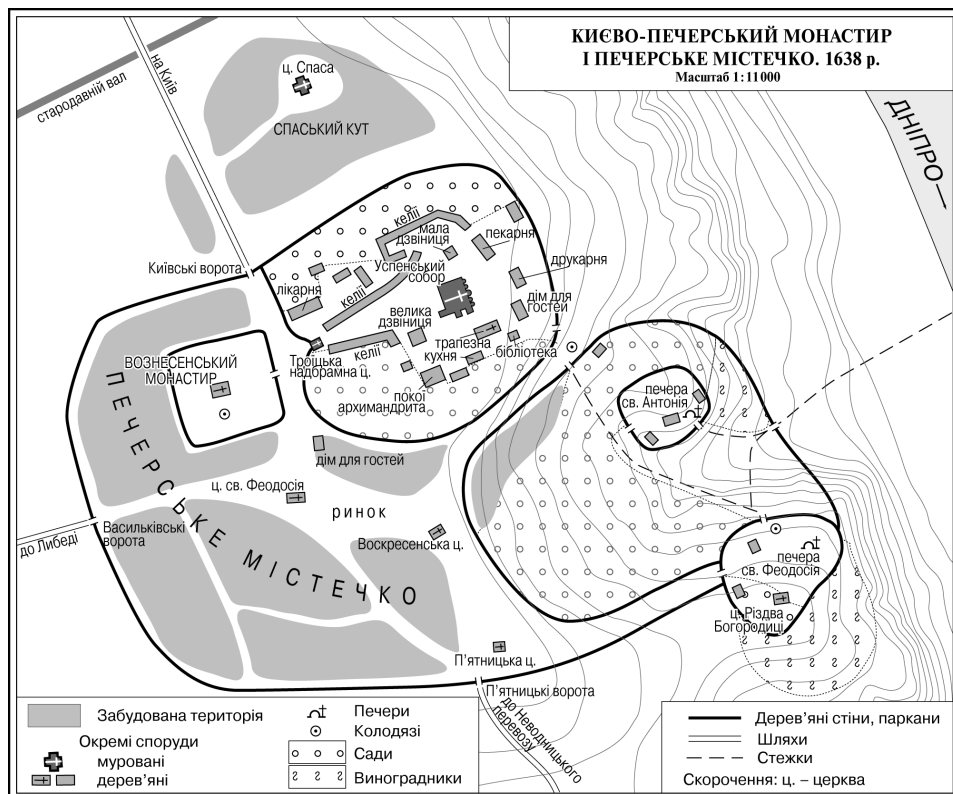 КИЄВО-ПЕЧЕРСЬКИЙ МОНАСТИР
І ПЕЧЕРСЬКЕ МІСТЕЧКО. 1638 р.
Масштаб 1:11000
ДНІПРО
на Київ
стародавній вал
ц. Спаса
СПАСЬКИЙ КУТ
келії
мала
дзвіниця
пекарня
Київські ворота
Успенський
собор
друкарня
лікарня
келії
дім для
гостей
велика
дзвіниця
трапезна
кухня
бібліотека
келії
Троїцька
надбрамна ц.
ВОЗНЕСЕНСЬКИЙ
МОНАСТИР
покої
архимандрита
печера
св. Антонія
дім для гостей
ц. св. Феодосія
ринок
ПЕЧЕРСЬКЕ МІСТЕЧКО
Васильківські
ворота
до Либеді
Воскресенська ц.
печера
св. Феодосія
ц. Різдва
Богородиці
П'ятницька ц.
П'ятницькі ворота
до Неводницького
перевозу
Забудована територія
Окремі споруди
муровані
дерев'яні
Печери
Колодязі
Сади
Виноградники
Дерев'яні стіни, паркани
Шляхи
Стежки
Скорочення: ц. – церква